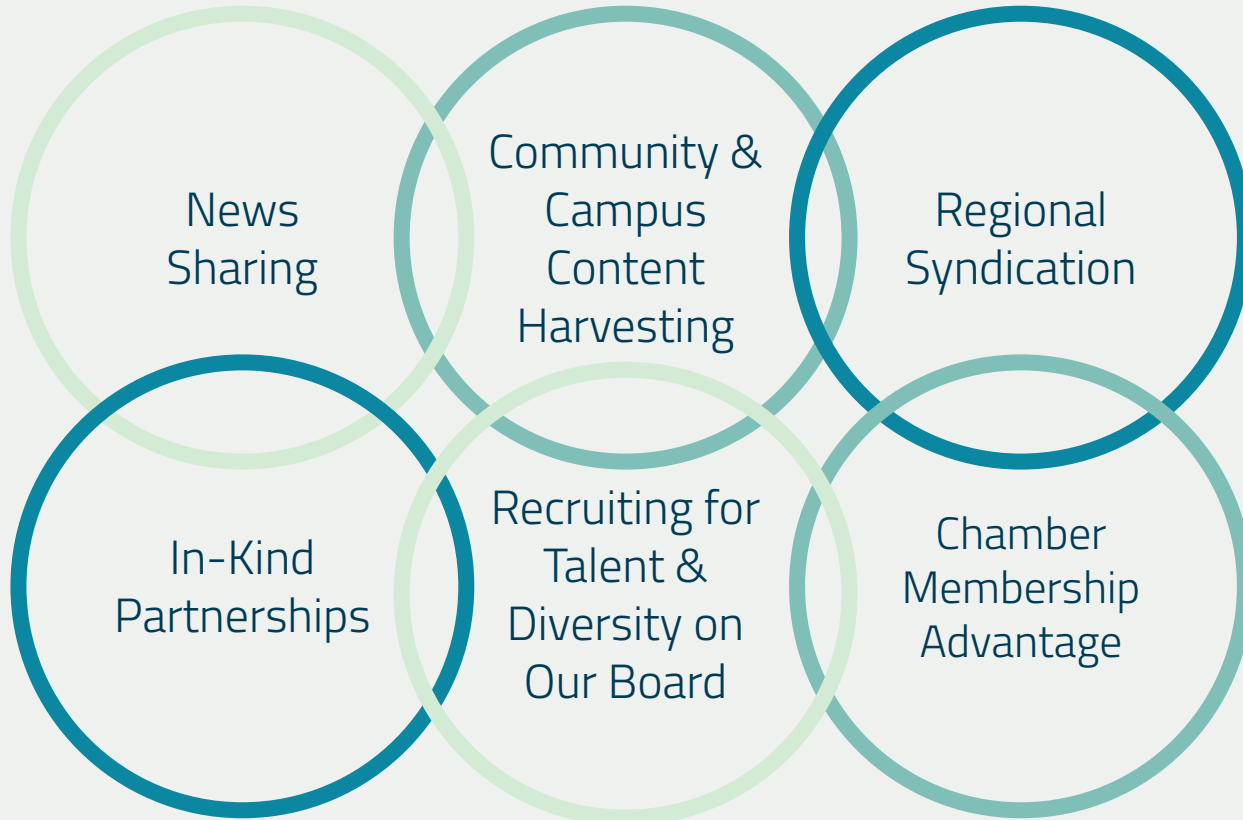 News
Sharing
Community &
Campus
Content
Harvesting
Regional
Syndication
In-Kind
Partnerships
Recruiting for
Talent &
Diversity on
Our Board
Chamber
Membership
Advantage